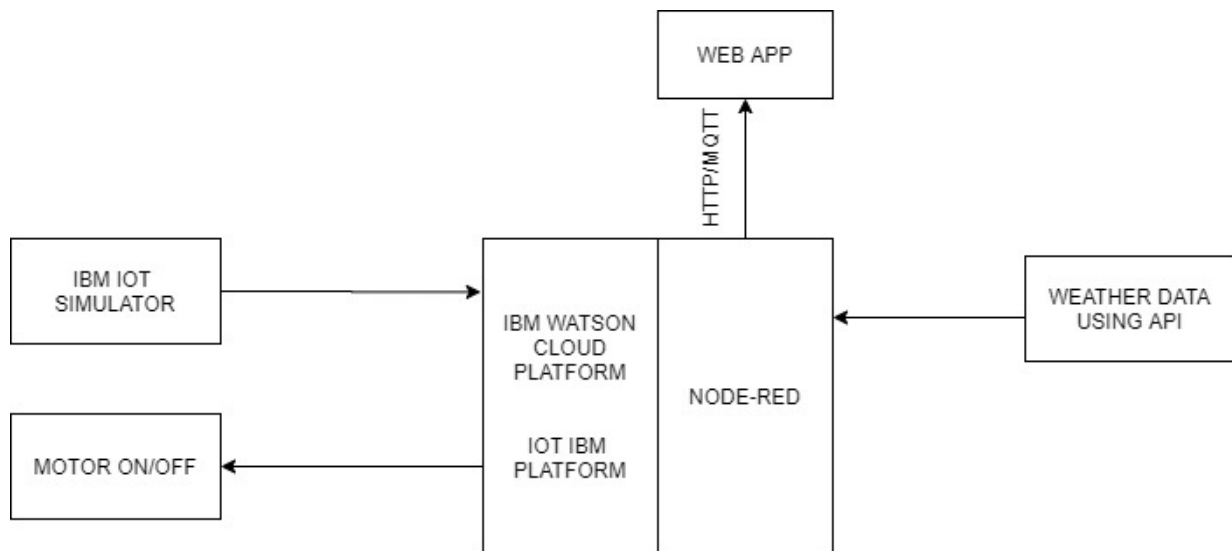 WEB APP
HTTP/MQTT
IBM IOT
SIMULATOR
IBM WATSON
CLOUD
PLATFORM
IOT IBM
PLATFORM
NODE-RED
WEATHER DATA
USING API
MOTOR ON/OFF